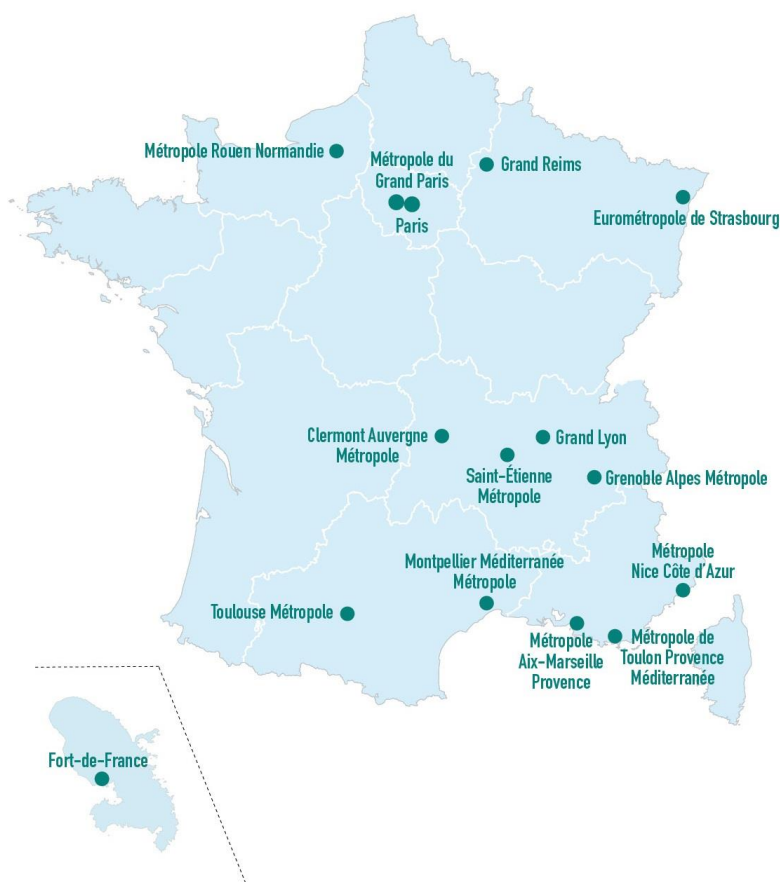 Métropole Rouen Normandie
Métropole du
Grand Paris
Paris
Grand Reims
Eurométropole de Strasbourg
Clermont Auvergne
Métropole
Grand Lyon
Saint-Étienne
Métropole
Grenoble Alpes Métropole
Montpellier Méditerranée
Métropole
Métropole
Nice Côte d'Azur
Toulouse Métropole
Métropole
Aix-Marseille
Provence
Métropole de
Toulon Provence
Méditerranée
Fort-de-France